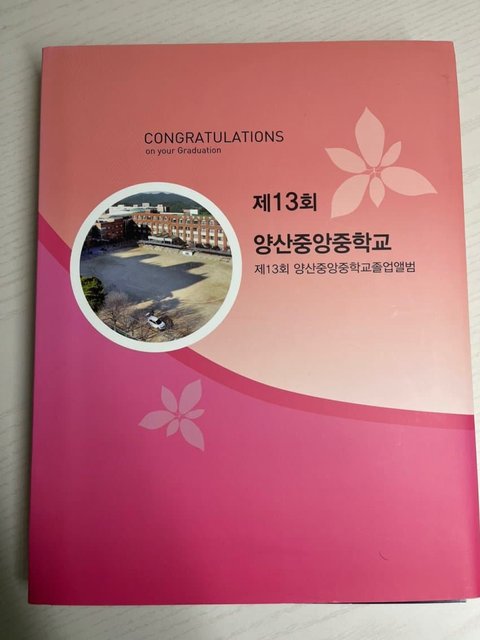 CONGRATULATIONS
on your Graduation
제13회
양산중앙중학교
제13회 양산중앙중학교졸업앨범